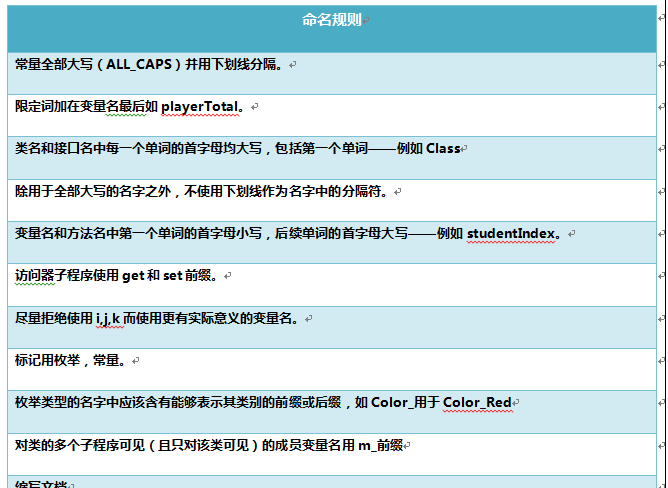 命名规则
常量全部大写（ALL_CAPS）并用下划线分隔。
限定词加在变量名最后如 playerTotal。
类名和接口名中每一个单词的首字母均大写，包括第一个单词——例如 Class
除用于全部大写的名字之外，不使用下划线作为名字中的分隔符。
变量名和方法名中第一个单词的首字母小写，后续单词的首字母大写——例如 studentIndex。
访问器子程序使用 get 和 set 前缀。
尽量拒绝使用 i,j,k 而使用更有实际意义的变量名。
标记用枚举，常量。
枚举类型的名字中应该含有能够表示其类别的前缀或后缀，如 Color_用于 Color_Red
对类的多个子程序可见（且只对该类可见）的成员变量名用 m_前缀
缩写文档